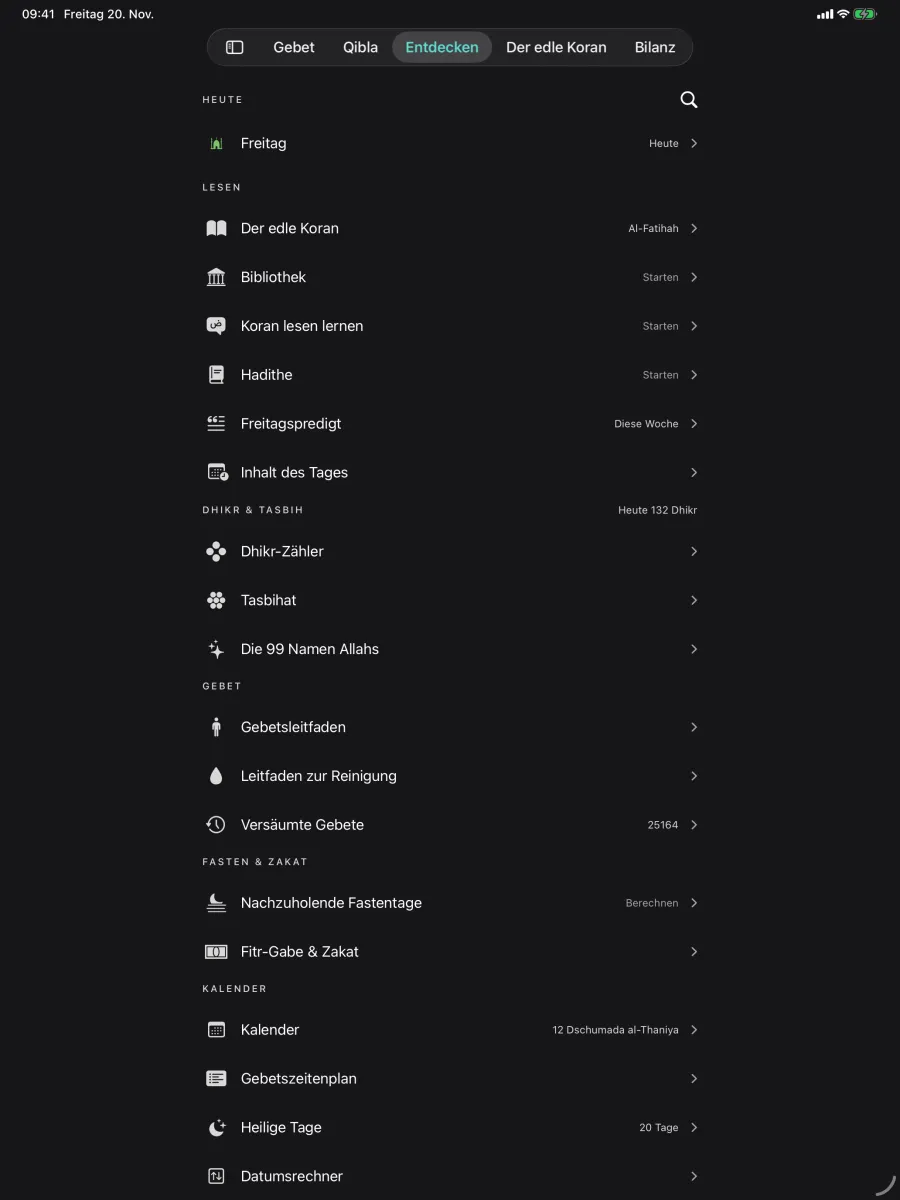 09:41 Freitag 20. Nov.
Gebet Qibla Entdecken Der edle Koran Bilanz
HEUTE
Freitag Heute
LESEN
Der edle Koran Al-Fatihah
Bibliothek Starten
ض
Koran lesen lernen Starten
Hadithe Starten
Freitagspredigt Diese Woche
Inhalt des Tages
DHIKR & TASBIH Heute 132 Dhikr
Dhikr-Zähler
Tasbihat
Die 99 Namen Allahs
GEBET
Gebetsleitfaden
Leitfaden zur Reinigung
Versäumte Gebete 25164
FASTEN & ZAKAT
Nachzuholende Fastentage Berechnen
Fitr-Gabe & Zakat
KALENDER
Kalender 12 Dschumada al-Thaniya
Gebetszeitenplan
Heilige Tage 20 Tage
Datumsrechner